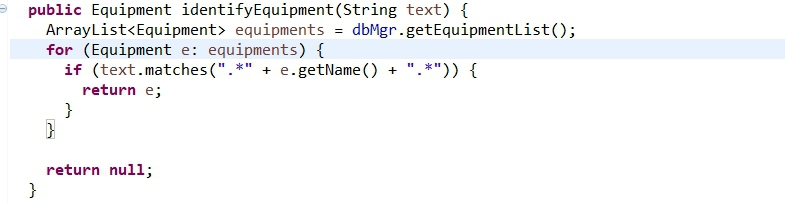 public Equipment identifyEquipment(String text) {
  ArrayList<Equipment> equipments = dbMgr.getEquipmentList();
  for (Equipment e: equipments) {
    if (text.matches(".*" + e.getName() + ".*")) {
      return e;
    }
  }

  return null;
}